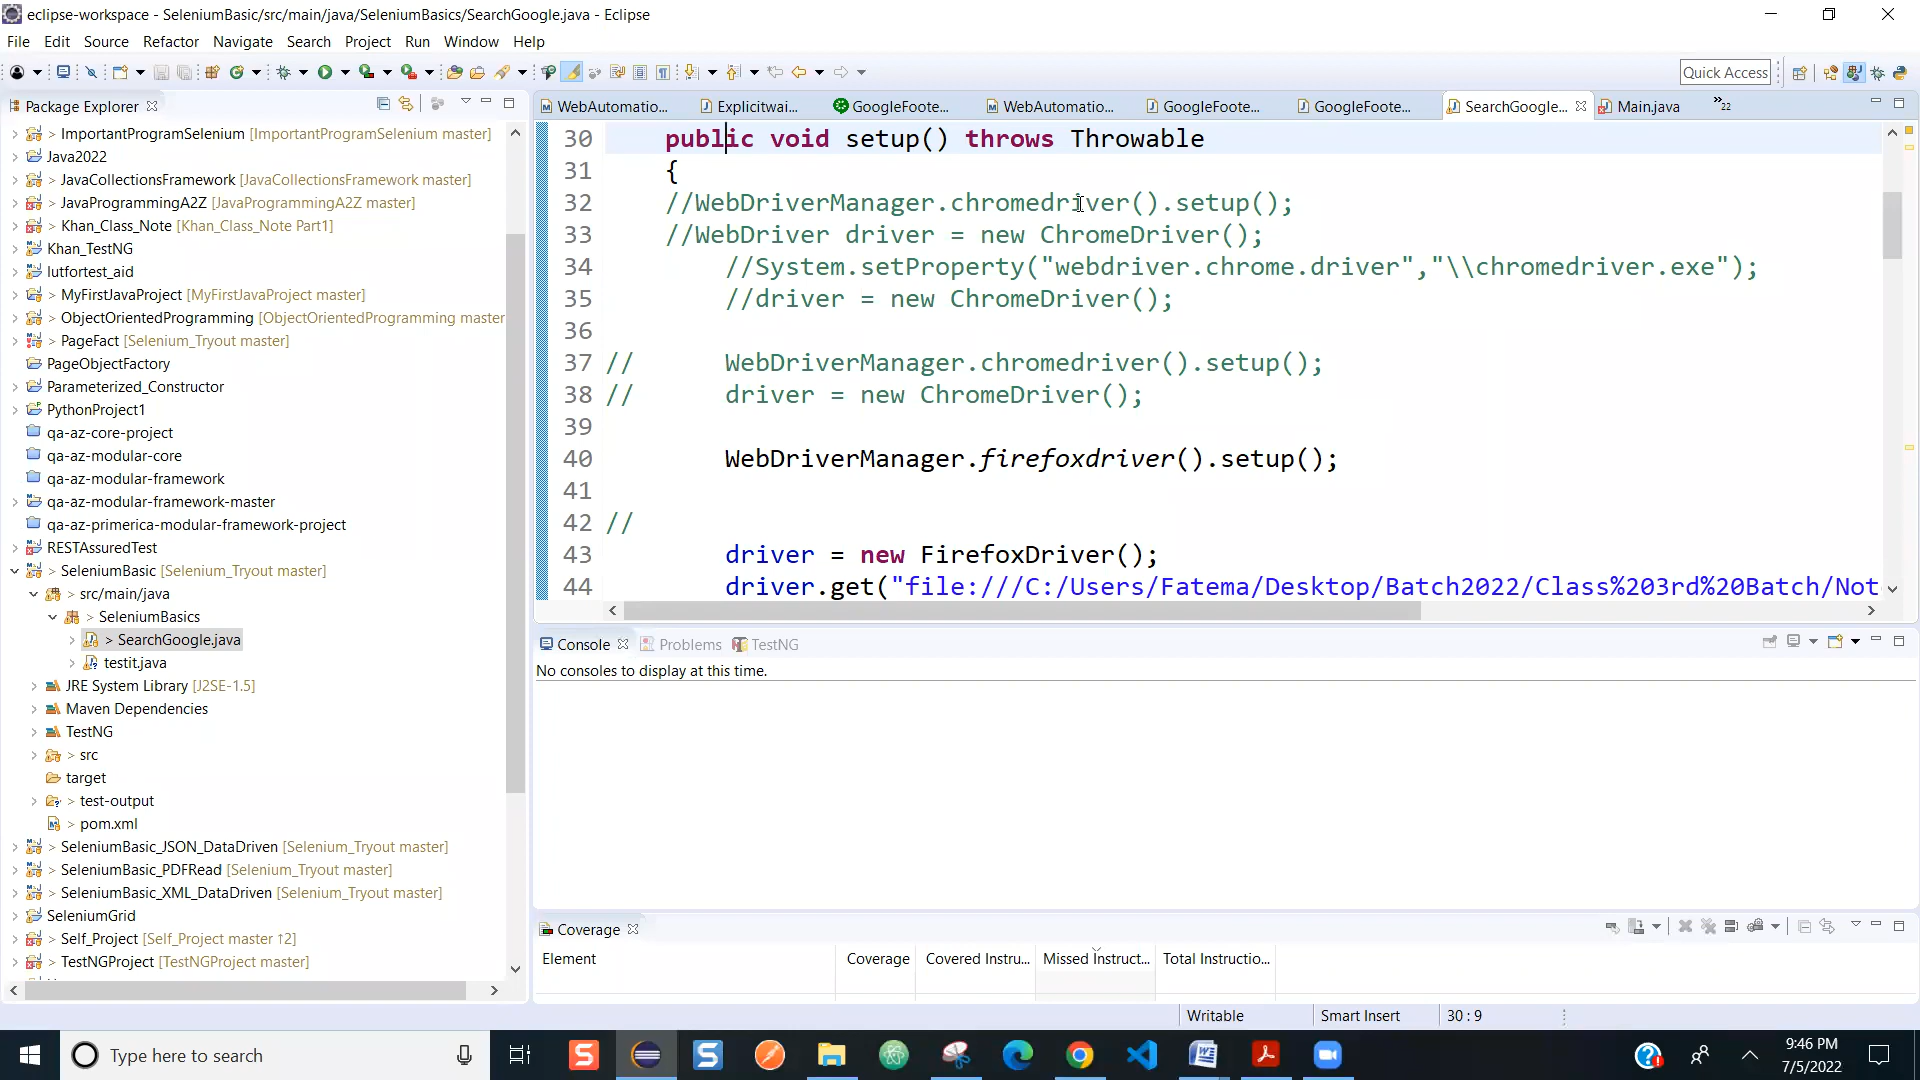 eclipse-workspace - SeleniumBasic/src/main/java/SeleniumBasics/SearchGoogle.java - Eclipse
File Edit Source Refactor Navigate Search Project Run Window Help
Quick Access
Package Explorer
> ImportantProgramSelenium [ImportantProgramSelenium master]
Java2022
> JavaCollectionsFramework [JavaCollectionsFramework master]
> JavaProgrammingA2Z [JavaProgrammingA2Z master]
> Khan_Class_Note [Khan_Class_Note Part1]
Khan_TestNG
lutfortest_aid
> MyFirstJavaProject [MyFirstJavaProject master]
> ObjectOrientedProgramming [ObjectOrientedProgramming master
> PageFact [Selenium_Tryout master]
PageObjectFactory
Parameterized_Constructor
PythonProject1
qa-az-core-project
qa-az-modular-core
qa-az-modular-framework
qa-az-modular-framework-master
qa-az-primerica-modular-framework-project
RESTAssuredTest
> SeleniumBasic [Selenium_Tryout master]
> src/main/java
> SeleniumBasics
> SearchGoogle.java
testit.java
JRE System Library [J2SE-1.5]
Maven Dependencies
TestNG
> src
target
> test-output
> pom.xml
> SeleniumBasic_JSON_DataDriven [Selenium_Tryout master]
> SeleniumBasic_PDFRead [Selenium_Tryout master]
> SeleniumBasic_XML_DataDriven [Selenium_Tryout master]
SeleniumGrid
> Self_Project [Self_Project master ↑2]
> TestNGProject [TestNGProject master]
WebAutomatio... Explicitwai... GoogleFoote... WebAutomatio... GoogleFoote... GoogleFoote... SearchGoogle... Main.java »22
30 public void setup() throws Throwable
31 {
32 //WebDriverManager.chromedriver().setup();
33 //WebDriver driver = new ChromeDriver();
34 //System.setProperty("webdriver.chrome.driver","\\chromedriver.exe");
35 //driver = new ChromeDriver();
36
37 // WebDriverManager.chromedriver().setup();
38 // driver = new ChromeDriver();
39
40 WebDriverManager.firefoxdriver().setup();
41
42 //
43 driver = new FirefoxDriver();
44 driver.get("file:///C:/Users/Fatema/Desktop/Batch2022/Class%203rd%20Batch/Not
Console Problems TestNG
No consoles to display at this time.
Coverage
Element Coverage Covered Instru... Missed Instruct... Total Instructio...
Writable Smart Insert 30 : 9
Type here to search
9:46 PM
7/5/2022